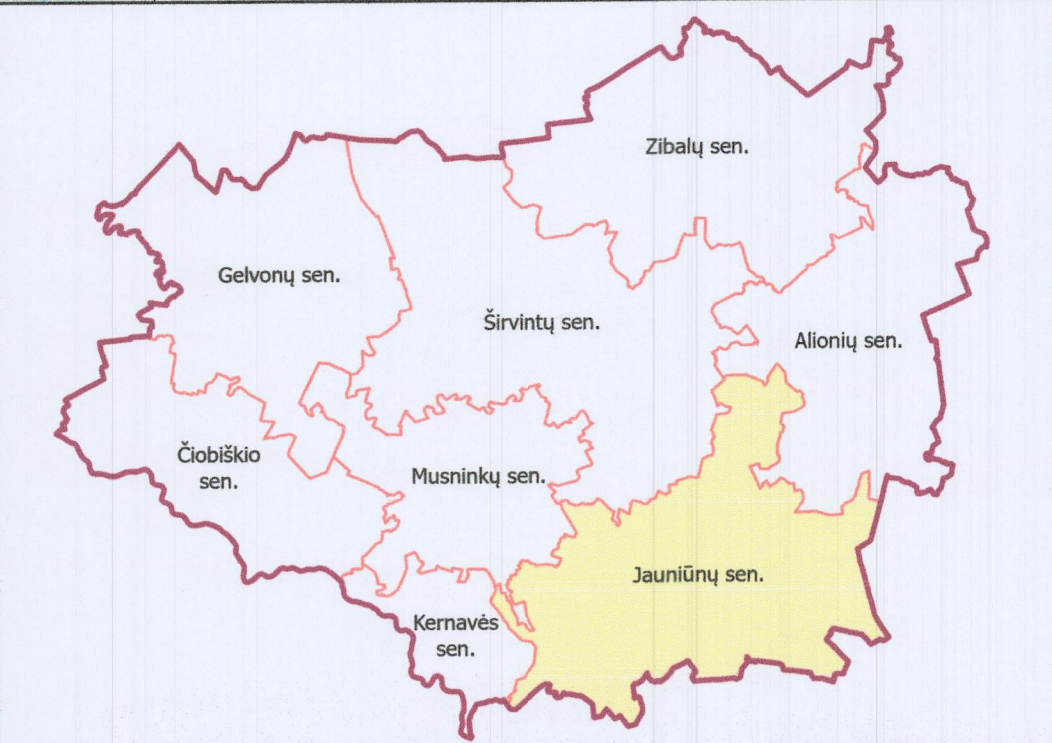 Zibalų sen.
Gelvonų sen.
Širvintų sen.
Alionių sen.
Čiobiškio
sen.
Musninkų sen.
Jauniūnų sen.
Kernavės
sen.